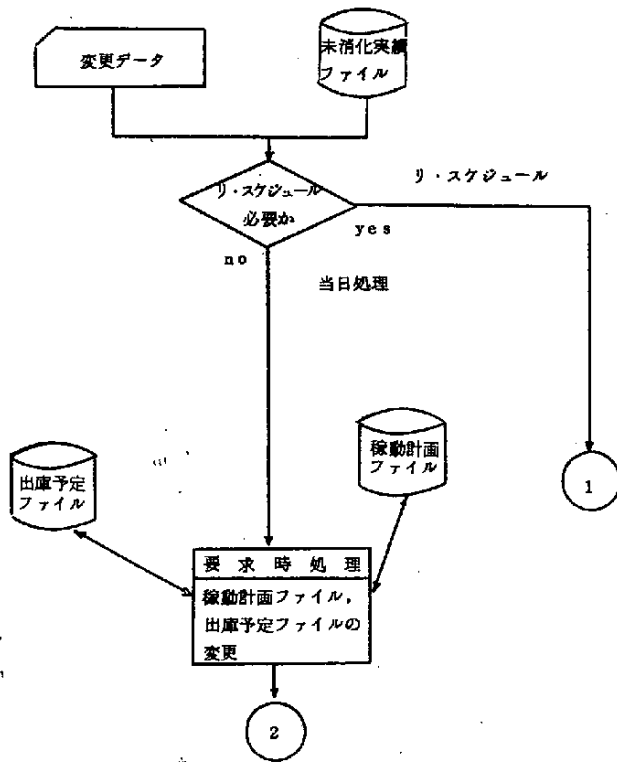 変更データ
未消化実績
ファイル
リ・スケジュール
必要か
リ・スケジュール
yes
no
当日処理
稼動計画
ファイル
出庫予定
ファイル
1
要求時処理
稼動計画ファイル，
出庫予定ファイルの
変更
2